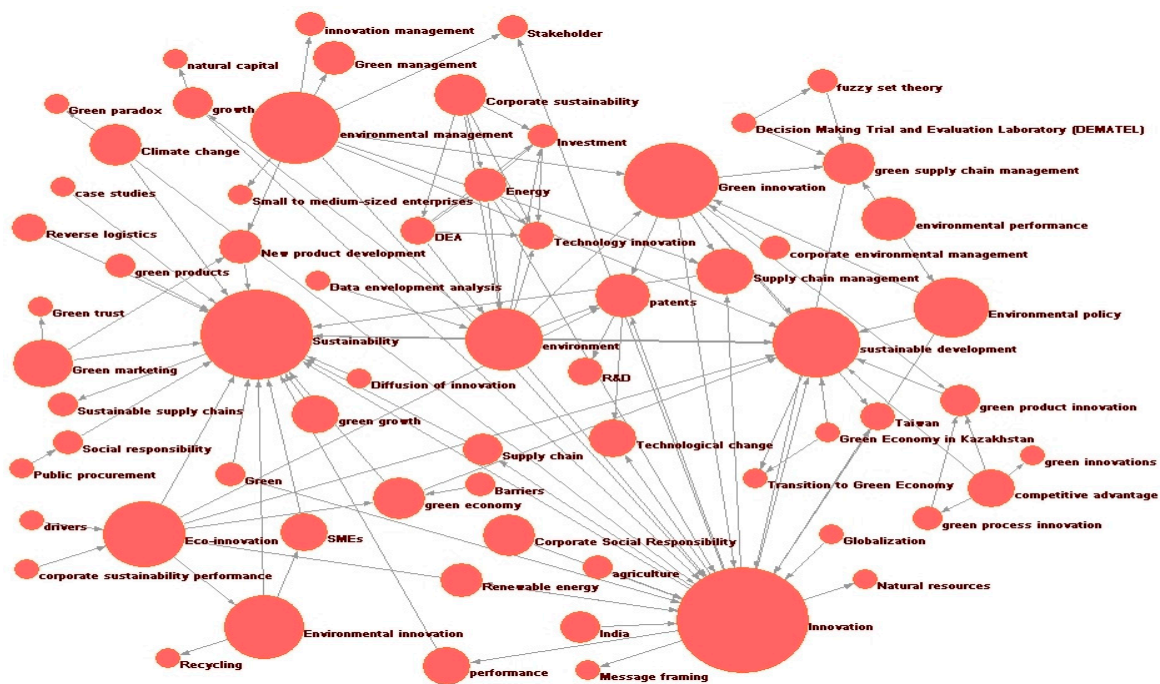 innovation management
Stakeholder
Green management
natural capital
fuzzy set theory
Green paradox
growth
Corporate sustainability
environmental management
Decision Making Trial and Evaluation Laboratory (DEMATEL)
Investment
Climate change
green supply chain management
case studies
Energy
Green innovation
Small to medium-sized enterprises
environmental performance
Reverse logistics
DEA
Technology innovation
New product development
corporate environmental management
green products
Supply chain management
Data envelopment analysis
patents
Green trust
Environmental policy
Sustainability
environment
sustainable development
Green marketing
R&D
Diffusion of innovation
Sustainable supply chains
green product innovation
green growth
Taiwan
Social responsibility
Technological change
Green Economy in Kazakhstan
Supply chain
green innovations
Public procurement
Green
Transition to Green Economy
Barriers
competitive advantage
green economy
green process innovation
drivers
Eco-innovation
SMEs
Corporate Social Responsibility
Globalization
corporate sustainability performance
agriculture
Renewable energy
Natural resources
Environmental innovation
India
Innovation
Recycling
performance
Message framing